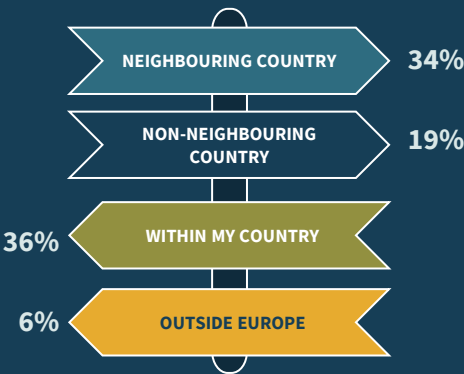 NEIGHBOURING COUNTRY
34%
NON-NEIGHBOURING
COUNTRY
19%
36%
WITHIN MY COUNTRY
6%
OUTSIDE EUROPE